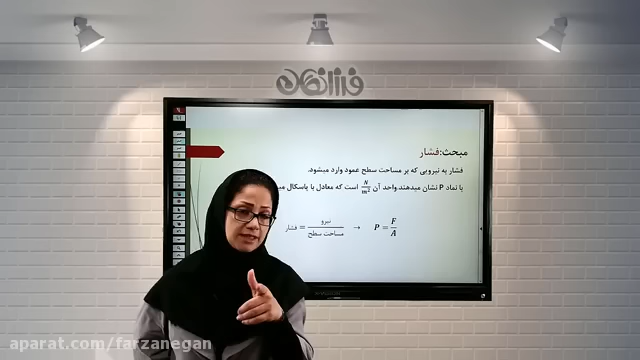 فرزانگان
مبحث:فشار
فشار به نیرویی که بر مساحت سطح عمود وارد میشود.
با نماد P نشان میدهند.واحد آن N/m² است که معادل با پاسکال
فشار = نیرو / مساحت سطح → P = F/A
aparat.com/farzanegan